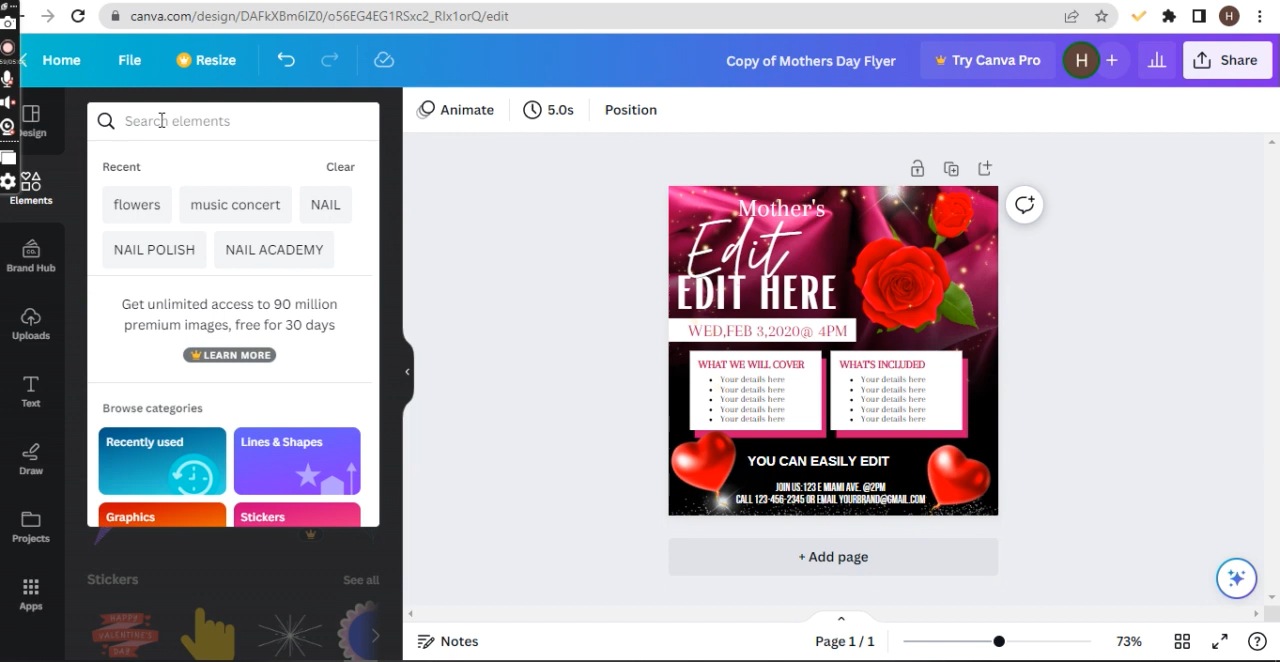 canva.com/design/DAFkXBm6IZ0/o56EG4EG1RSxc2_RIx1orQ/edit
H
Home File Resize Copy of Mothers Day Flyer Try Canva Pro H + Share
Search elements
Animate 5.0s Position
Design
Elements
Brand Hub
Uploads
Text
Draw
Projects
Apps
Recent Clear
flowers music concert NAIL
NAIL POLISH NAIL ACADEMY
Get unlimited access to 90 million
premium images, free for 30 days
LEARN MORE
Browse categories
Recently used Lines & Shapes
Graphics Stickers
Stickers See all
HAPPY
VALENTINE'S
DAY
Mother's
Edit
EDIT HERE
WED,FEB 3,2020@ 4PM
WHAT WE WILL COVER
• Your details here
• Your details here
• Your details here
• Your details here
• Your details here
WHAT'S INCLUDED
• Your details here
• Your details here
• Your details here
• Your details here
• Your details here
YOU CAN EASILY EDIT
JOIN US: 123 E MIAMI AVE. @2PM
CALL 123-456-2345 OR EMAIL YOURBRAND@GMAIL.COM
+ Add page
Notes Page 1 / 1 73%